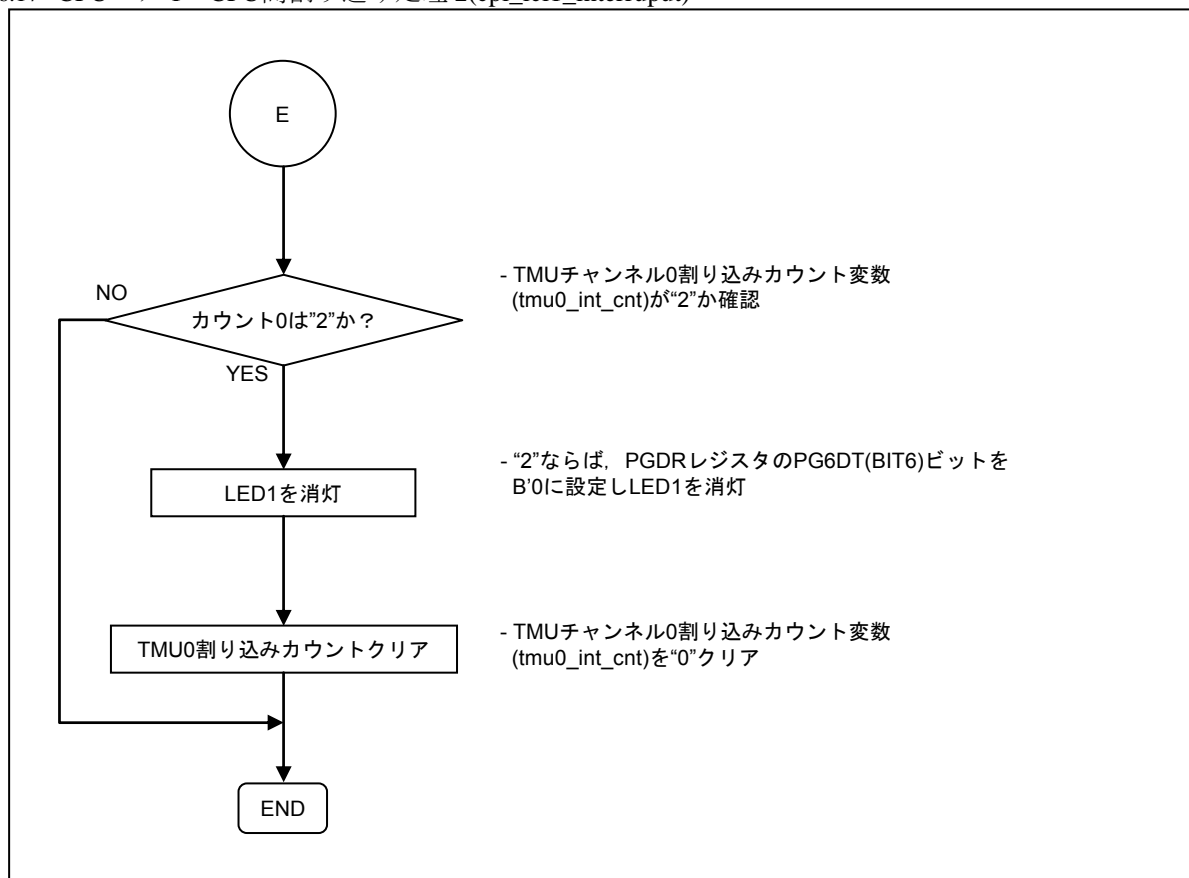 E
- TMUチャンネル0割り込みカウント変数
(tmu0_int_cnt)が“2”か確認
NO
カウント0は”2”か？
YES
- “2”ならば，PGDRレジスタのPG6DT(BIT6)ビットを
B’0に設定しLED1を消灯
LED1を消灯
- TMUチャンネル0割り込みカウント変数
(tmu0_int_cnt)を“0”クリア
TMU0割り込みカウントクリア
END